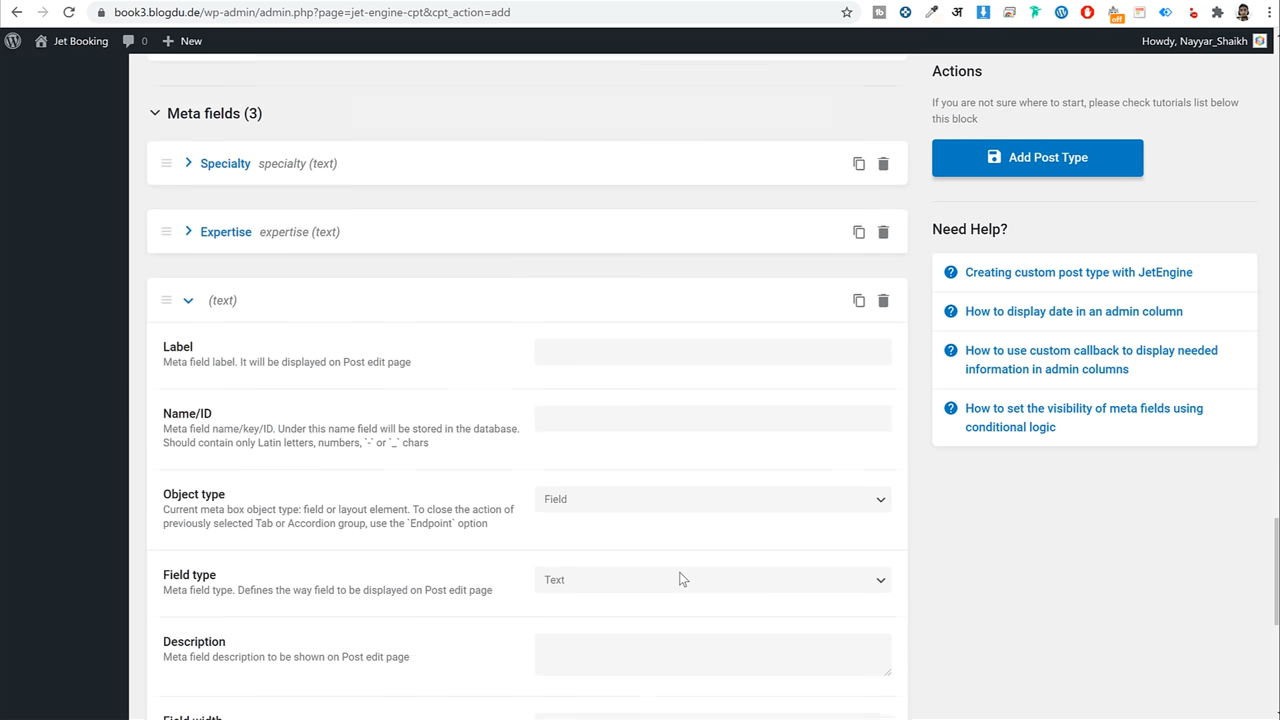 book3.blogdu.de/wp-admin/admin.php?page=jet-engine-cpt&cpt_action=add
off
Jet Booking
0
New
Howdy, Nayyar_Shaikh
Meta fields (3)
Specialty specialty (text)
Expertise expertise (text)
(text)
Label
Meta field label. It will be displayed on Post edit page
Name/ID
Meta field name/key/ID. Under this name field will be stored in the database.
Should contain only Latin letters, numbers, `-` or `_` chars
Object type
Current meta box object type: field or layout element. To close the action of
previously selected Tab or Accordion group, use the `Endpoint` option
Field
Field type
Meta field type. Defines the way field to be displayed on Post edit page
Text
Description
Meta field description to be shown on Post edit page
Field width
Actions
If you are not sure where to start, please check tutorials list below
this block
Add Post Type
Need Help?
Creating custom post type with JetEngine
How to display date in an admin column
How to use custom callback to display needed
information in admin columns
How to set the visibility of meta fields using
conditional logic